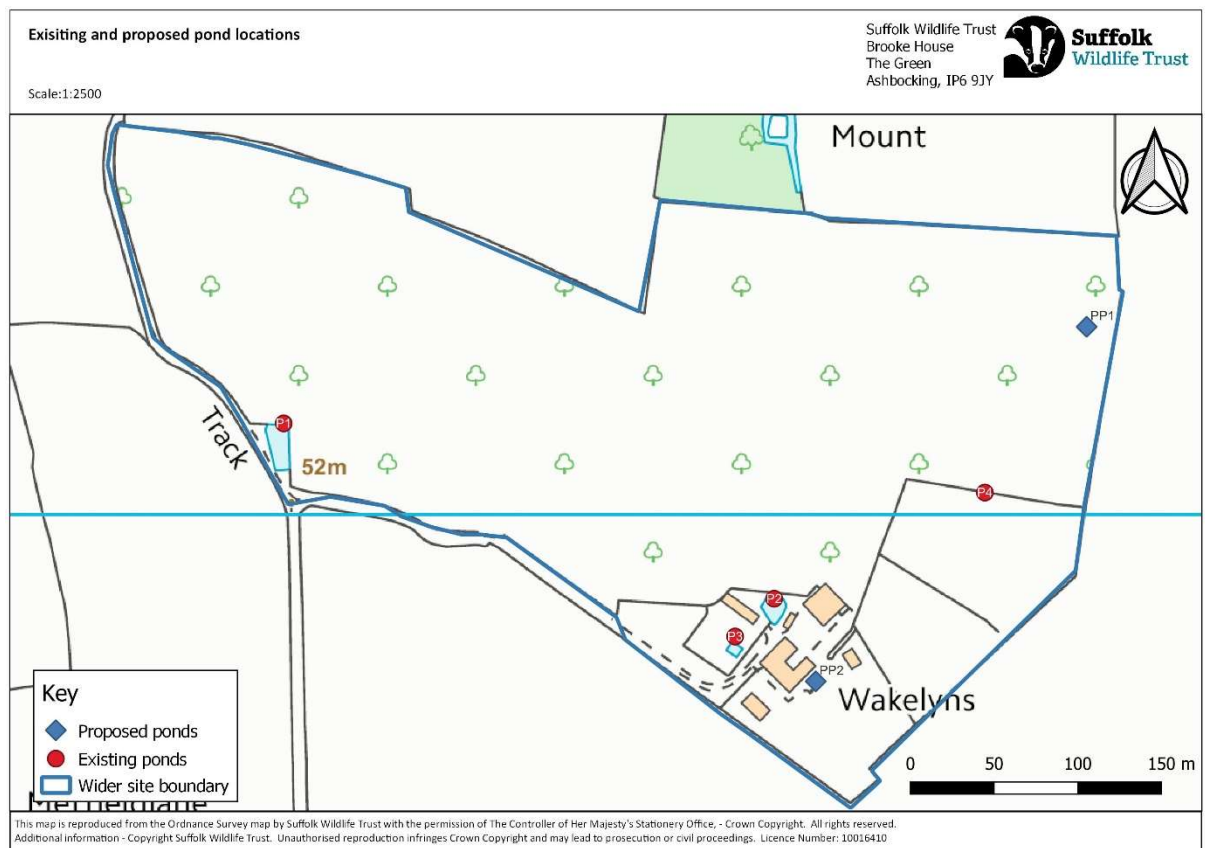 Exisiting and proposed pond locations
Scale:1:2500
Suffolk Wildlife Trust
Brooke House
The Green
Ashbocking, IP6 9JY
Suffolk
Wildlife Trust
Mount
PP1
P1
Track
52m
P4
P2
P3
PP2
Wakelyns
Key
Proposed ponds
Existing ponds
Wider site boundary
0 50 100 150 m
This map is reproduced from the Ordnance Survey map by Suffolk Wildlife Trust with the permission of The Controller of Her Majesty's Stationery Office, - Crown Copyright. All rights reserved.
Additional information - Copyright Suffolk Wildlife Trust. Unauthorised reproduction infringes Crown Copyright and may lead to prosecution or civil proceedings. Licence Number: 10016410